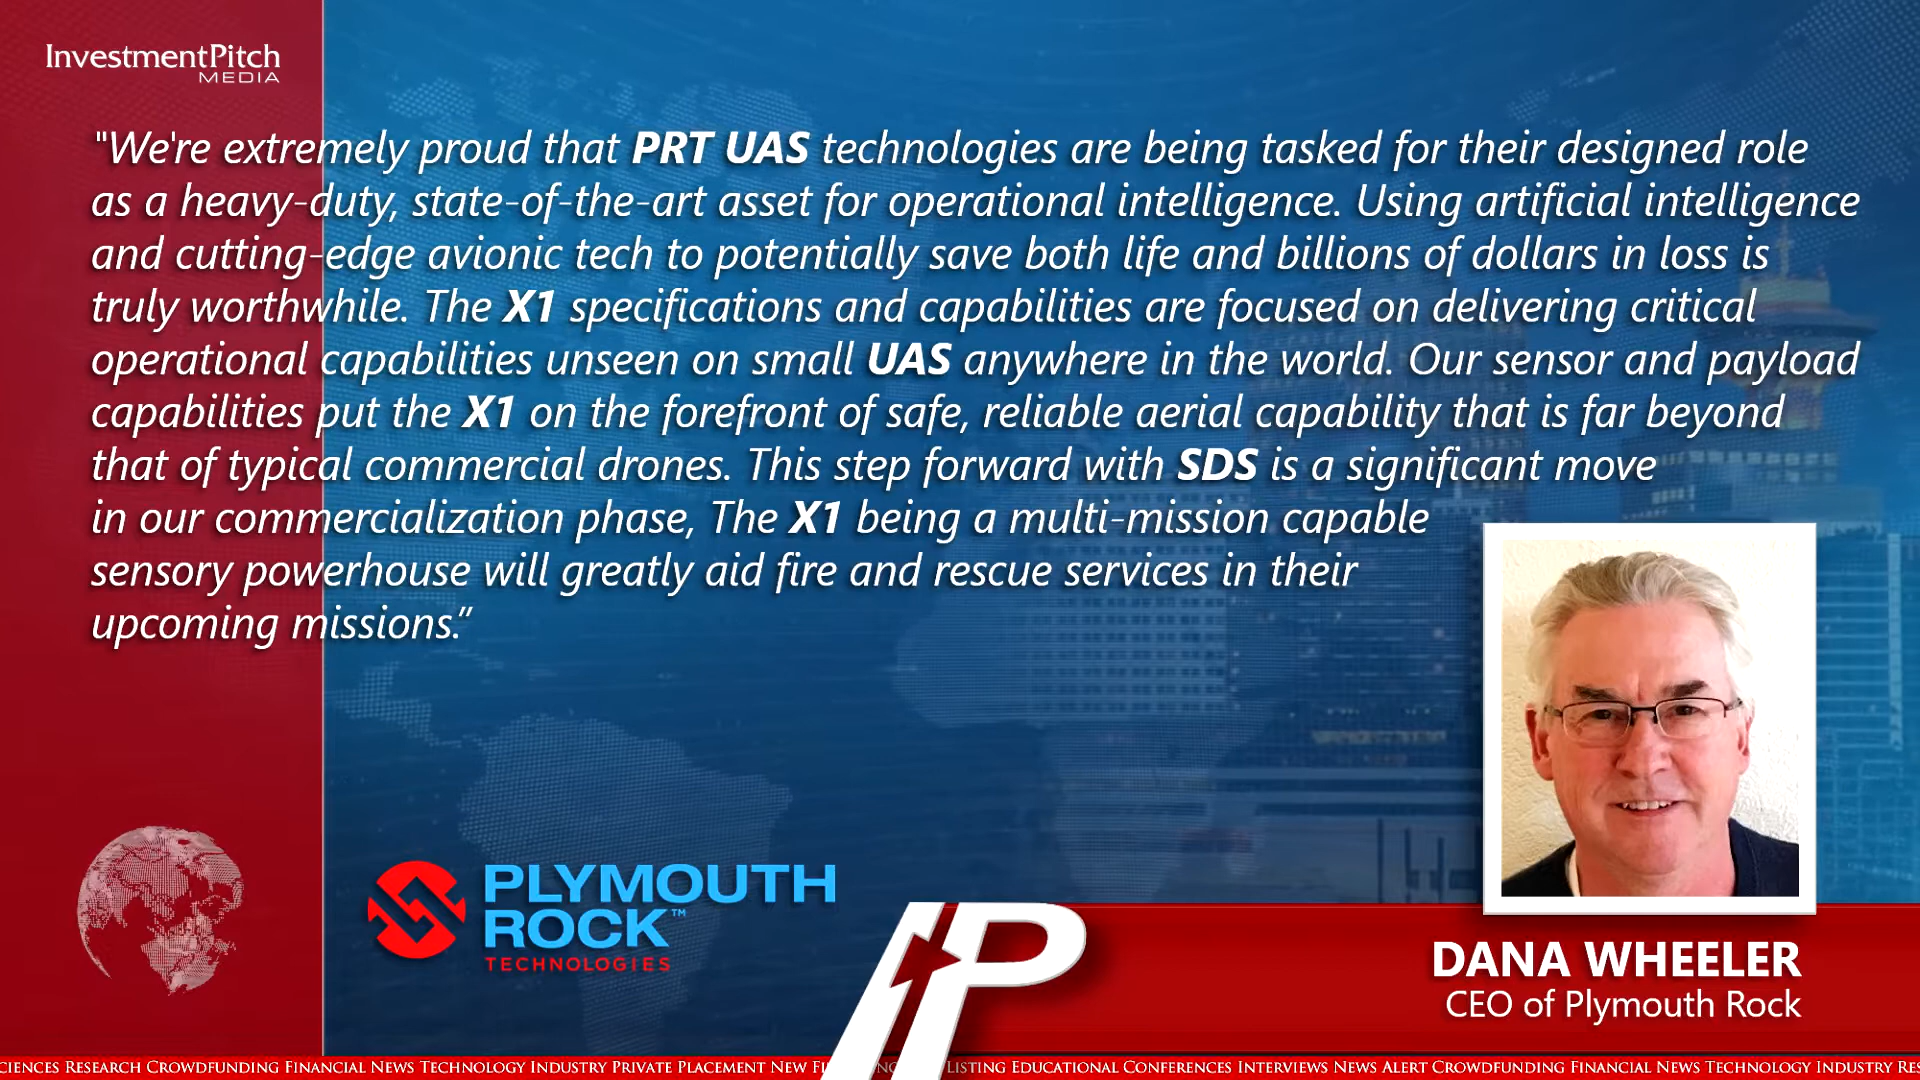 InvestmentPitch
MEDIA
"We're extremely proud that PRT UAS technologies are being tasked for their designed role
as a heavy-duty, state-of-the-art asset for operational intelligence. Using artificial intelligence
and cutting-edge avionic tech to potentially save both life and billions of dollars in loss is
truly worthwhile. The X1 specifications and capabilities are focused on delivering critical
operational capabilities unseen on small UAS anywhere in the world. Our sensor and payload
capabilities put the X1 on the forefront of safe, reliable aerial capability that is far beyond
that of typical commercial drones. This step forward with SDS is a significant move
in our commercialization phase, The X1 being a multi-mission capable
sensory powerhouse will greatly aid fire and rescue services in their
upcoming missions.”
PLYMOUTH
ROCK™
TECHNOLOGIES
IP
DANA WHEELER
CEO of Plymouth Rock
RESEARCH CROWDFUNDING FINANCIAL NEWS TECHNOLOGY INDUSTRY PRIVATE PLACEMENT NEW LISTING EDUCATIONAL CONFERENCES INTERVIEWS NEWS ALERT CROWDFUNDING FINANCIAL NEWS TECHNOLOGY INDUSTRY